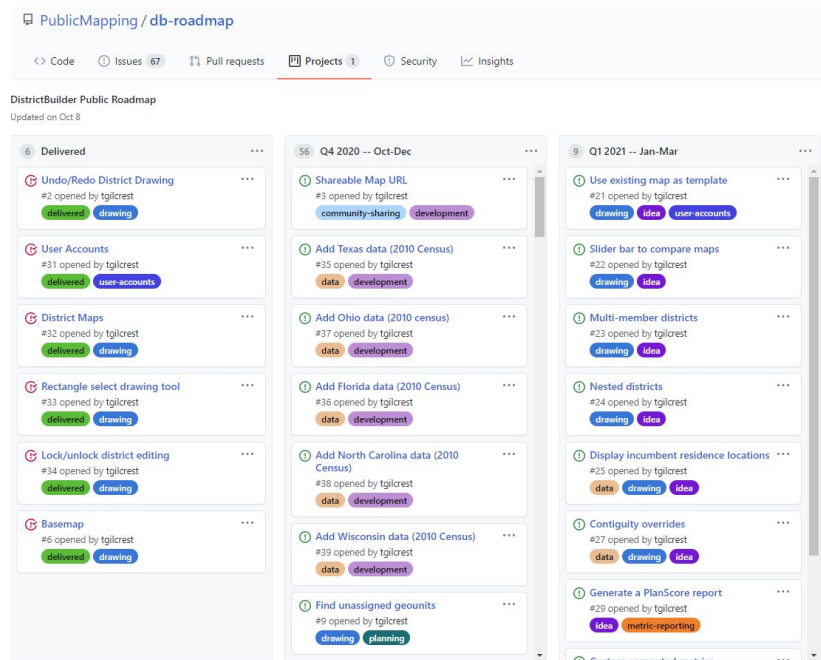 PublicMapping / db-roadmap
Code
Issues 67
Pull requests
Projects 1
Security
Insights
DistrictBuilder Public Roadmap
Updated on Oct 8
6 Delivered
Undo/Redo District Drawing
#2 opened by tgilcrest
delivered drawing
User Accounts
#31 opened by tgilcrest
delivered user-accounts
District Maps
#32 opened by tgilcrest
delivered drawing
Rectangle select drawing tool
#33 opened by tgilcrest
delivered drawing
Lock/unlock district editing
#34 opened by tgilcrest
delivered drawing
Basemap
#6 opened by tgilcrest
delivered drawing
56 Q4 2020 -- Oct-Dec
Shareable Map URL
#3 opened by tgilcrest
community-sharing development
Add Texas data (2010 Census)
#35 opened by tgilcrest
data development
Add Ohio data (2010 census)
#37 opened by tgilcrest
data development
Add Florida data (2010 Census)
#36 opened by tgilcrest
data development
Add North Carolina data (2010
Census)
#38 opened by tgilcrest
data development
Add Wisconsin data (2010 Census)
#39 opened by tgilcrest
data development
Find unassigned geounits
#9 opened by tgilcrest
drawing planning
9 Q1 2021 -- Jan-Mar
Use existing map as template
#21 opened by tgilcrest
drawing idea user-accounts
Slider bar to compare maps
#22 opened by tgilcrest
drawing idea
Multi-member districts
#23 opened by tgilcrest
drawing idea
Nested districts
#24 opened by tgilcrest
drawing idea
Display incumbent residence locations
#25 opened by tgilcrest
data drawing idea
Contiguity overrides
#27 opened by tgilcrest
data drawing idea
Generate a PlanScore report
#29 opened by tgilcrest
idea metric-reporting